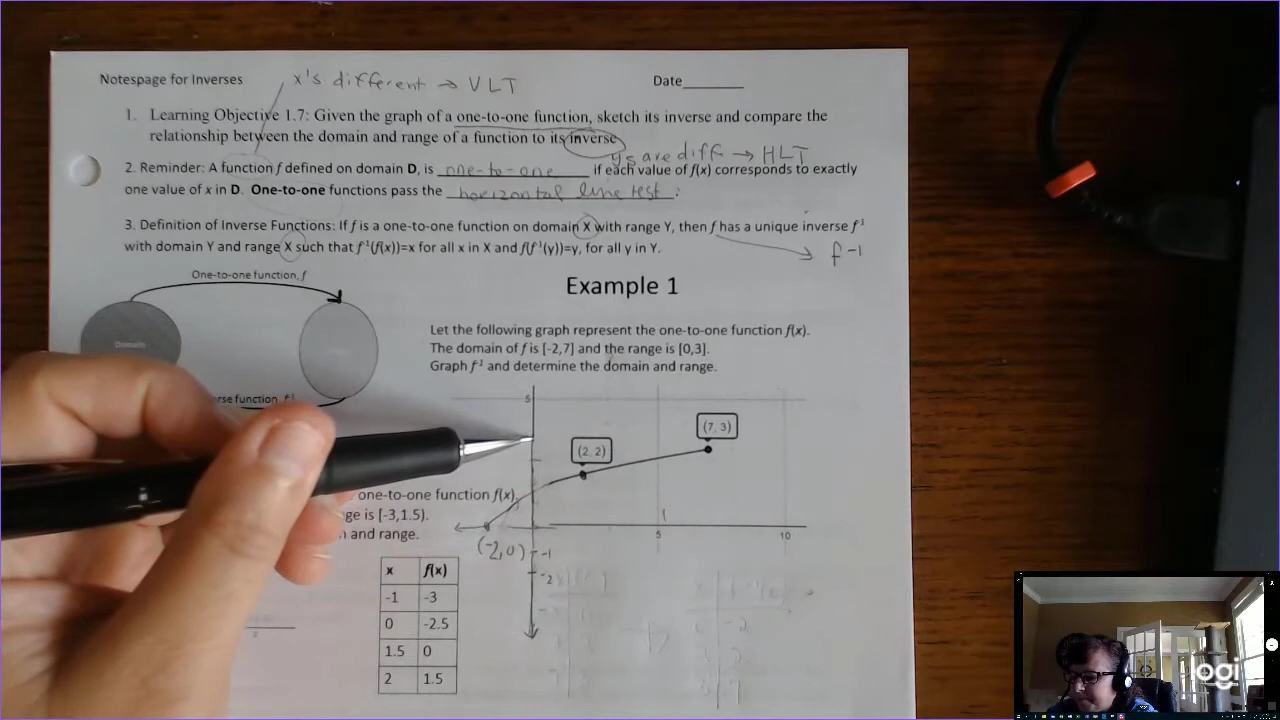 Notespage for Inverses
x's different → VLT
Date______
1. Learning Objective 1.7: Given the graph of a one-to-one function, sketch its inverse and compare the
relationship between the domain and range of a function to its inverse
y's are diff → HLT
2. Reminder: A function f defined on domain D, is one-to-one if each value of f(x) corresponds to exactly
one value of x in D. One-to-one functions pass the horizontal line test.
3. Definition of Inverse Functions: If f is a one-to-one function on domain X with range Y, then f has a unique inverse f⁻¹
with domain Y and range X such that f⁻¹(f(x))=x for all x in X and f(f⁻¹(y))=y, for all y in Y.
f⁻¹
One-to-one function, f
Domain
rse function, f⁻¹
Example 1
Let the following graph represent the one-to-one function f(x).
The domain of f is [-2,7] and the range is [0,3].
Graph f⁻¹ and determine the domain and range.
5
(7, 3)
(2, 2)
(-2,0)
-1
-2
5
10
one-to-one function f(x).
ge is [-3,1.5).
and range.
x f(x)
-1 -3
0 -2.5
1.5 0
2 1.5
logi